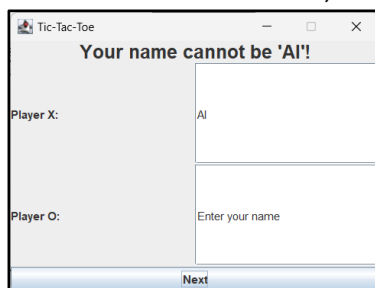 Tic-Tac-Toe
Your name cannot be 'AI'!
Player X:
AI
Player O:
Enter your name
Next